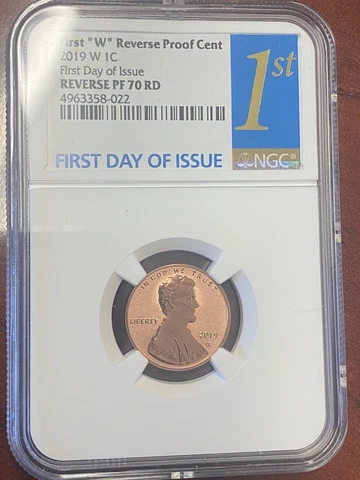 First "W" Reverse Proof Cent
2019 W 1C
First Day of Issue
REVERSE PF 70 RD
4963358-022
1st
FIRST DAY OF ISSUE
NGC
IN GOD WE TRUST
LIBERTY
2019
W